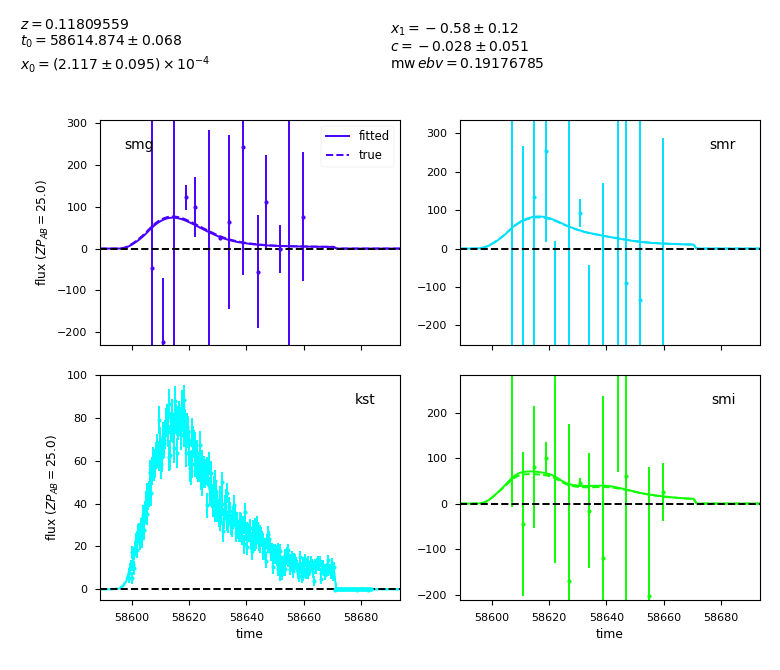 z = 0.11809559
t₀ = 58614.874 ± 0.068
x₀ = (2.117 ± 0.095) × 10⁻⁴
x₁ = −0.58 ± 0.12
c = −0.028 ± 0.051
mw ebv = 0.19176785
300
200
100
0
−100
−200
flux (ZP_AB = 25.0)
smg
fitted
true
300
200
100
0
−100
−200
smr
100
80
60
40
20
0
flux (ZP_AB = 25.0)
kst
58600 58620 58640 58660 58680
time
200
100
0
−100
−200
smi
58600 58620 58640 58660 58680
time